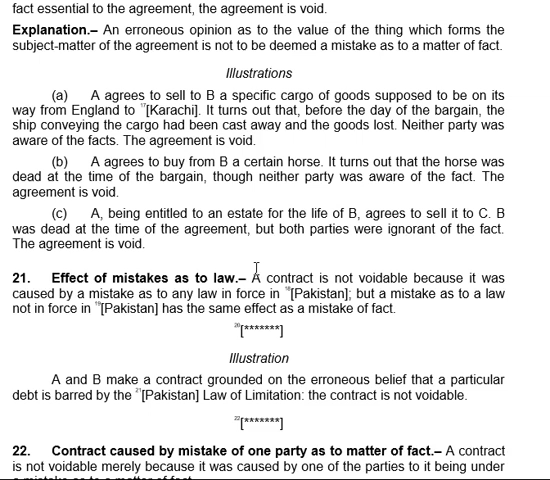 fact essential to the agreement, the agreement is void.
Explanation.– An erroneous opinion as to the value of the thing which forms the
subject-matter of the agreement is not to be deemed a mistake as to a matter of fact.
Illustrations
(a) A agrees to sell to B a specific cargo of goods supposed to be on its
way from England to 17[Karachi]. It turns out that, before the day of the bargain, the
ship conveying the cargo had been cast away and the goods lost. Neither party was
aware of the facts. The agreement is void.
(b) A agrees to buy from B a certain horse. It turns out that the horse was
dead at the time of the bargain, though neither party was aware of the fact. The
agreement is void.
(c) A, being entitled to an estate for the life of B, agrees to sell it to C. B
was dead at the time of the agreement, but both parties were ignorant of the fact.
The agreement is void.
21. Effect of mistakes as to law.– A contract is not voidable because it was
caused by a mistake as to any law in force in 18[Pakistan]; but a mistake as to a law
not in force in 19[Pakistan] has the same effect as a mistake of fact.
20[*******]
Illustration
A and B make a contract grounded on the erroneous belief that a particular
debt is barred by the 21[Pakistan] Law of Limitation: the contract is not voidable.
22[*******]
22. Contract caused by mistake of one party as to matter of fact.– A contract
is not voidable merely because it was caused by one of the parties to it being under